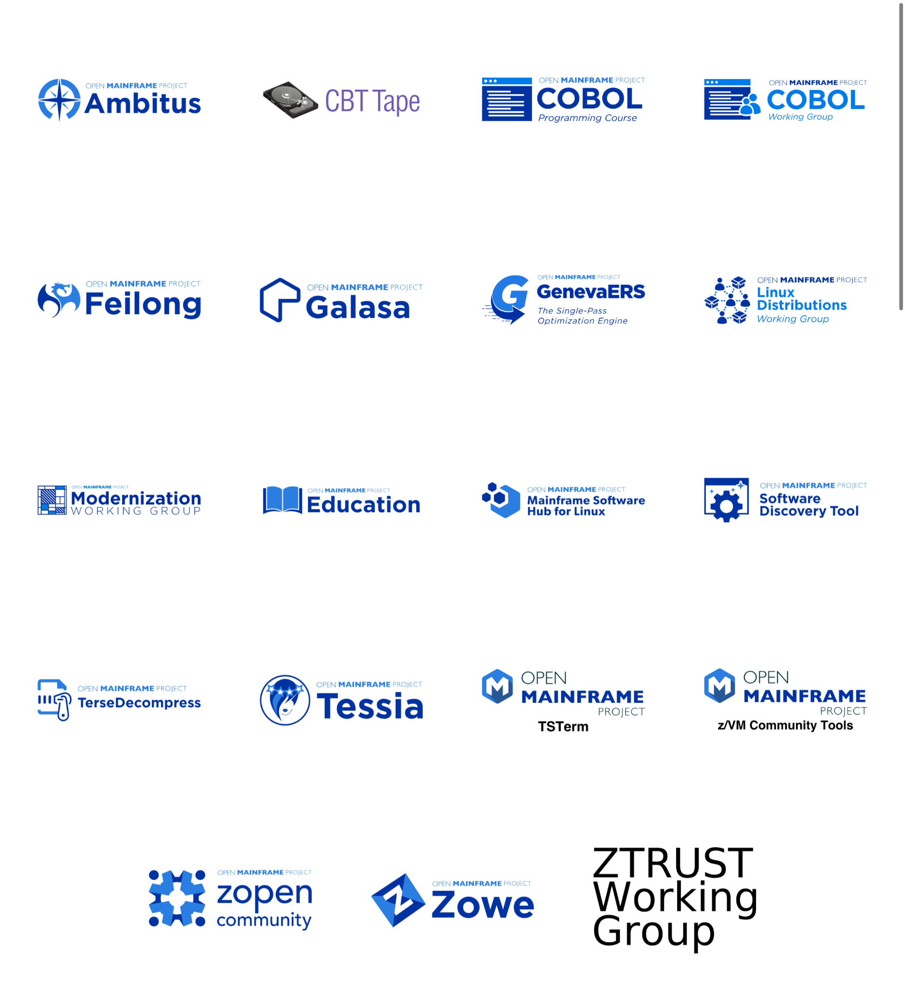 OPEN MAINFRAME PROJECT
Ambitus
CBT Tape
OPEN MAINFRAME PROJECT
COBOL
Programming Course
OPEN MAINFRAME PROJECT
COBOL
Working Group
OPEN MAINFRAME PROJECT
Feilong
OPEN MAINFRAME PROJECT
Galasa
OPEN MAINFRAME PROJECT
GenevaERS
The Single-Pass
Optimization Engine
OPEN MAINFRAME PROJECT
Linux
Distributions
Working Group
OPEN MAINFRAME PROJECT
Modernization
WORKING GROUP
OPEN MAINFRAME PROJECT
Education
OPEN MAINFRAME PROJECT
Mainframe Software
Hub for Linux
OPEN MAINFRAME PROJECT
Software
Discovery Tool
OPEN MAINFRAME PROJECT
TerseDecompress
OPEN MAINFRAME PROJECT
Tessia
OPEN
MAINFRAME
PROJECT
TSTerm
OPEN
MAINFRAME
PROJECT
z/VM Community Tools
OPEN MAINFRAME PROJECT
zopen
community
OPEN MAINFRAME PROJECT
Zowe
ZTRUST
Working
Group